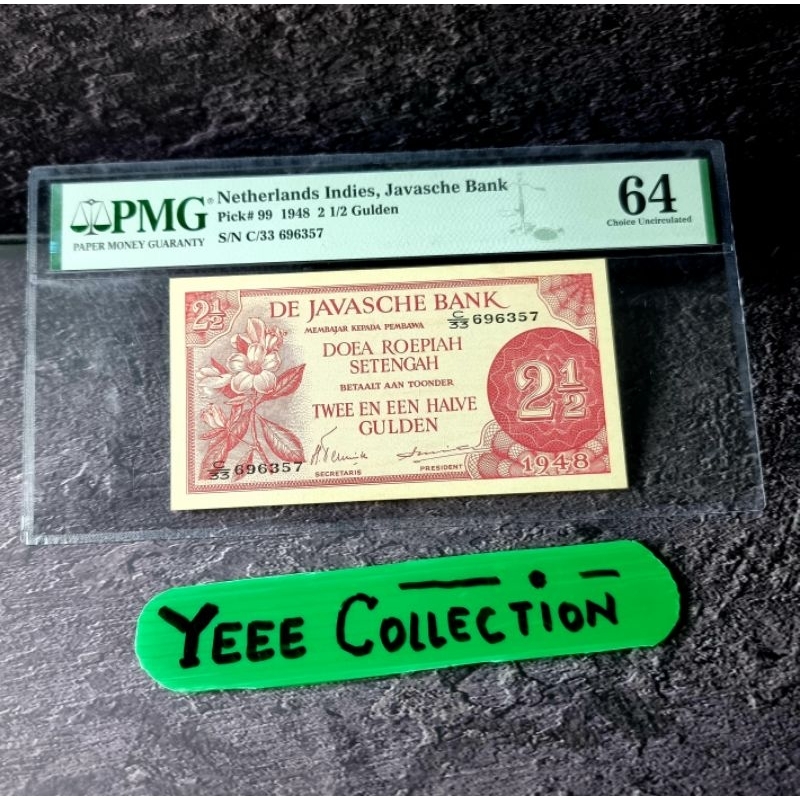 PMG®
PAPER MONEY GUARANTY
Netherlands Indies, Javasche Bank
Pick# 99 1948 2 1/2 Gulden
S/N C/33 696357
64
Choice Uncirculated
2½
DE JAVASCHE BANK
MEMBAJAR KEPADA PEMBAWA
C/33 696357
DOEA ROEPIAH
SETENGAH
BETAALT AAN TOONDER
TWEE EN EEN HALVE
GULDEN
2½
C/33 696357
SECRETARIS
PRESIDENT
1948
YEEE COLLECTION